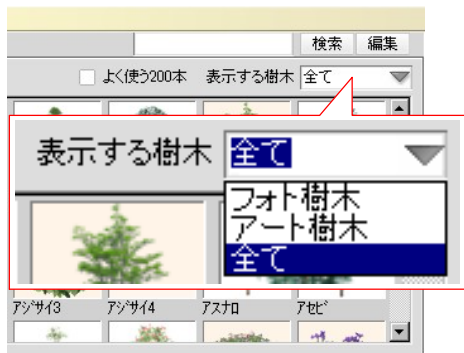 検索 編集
よく使う200本 表示する樹木 全て
表示する樹木 全て
フォト樹木
アート樹木
全て
アジサイ3 アジサイ4 アスナロ アセビ